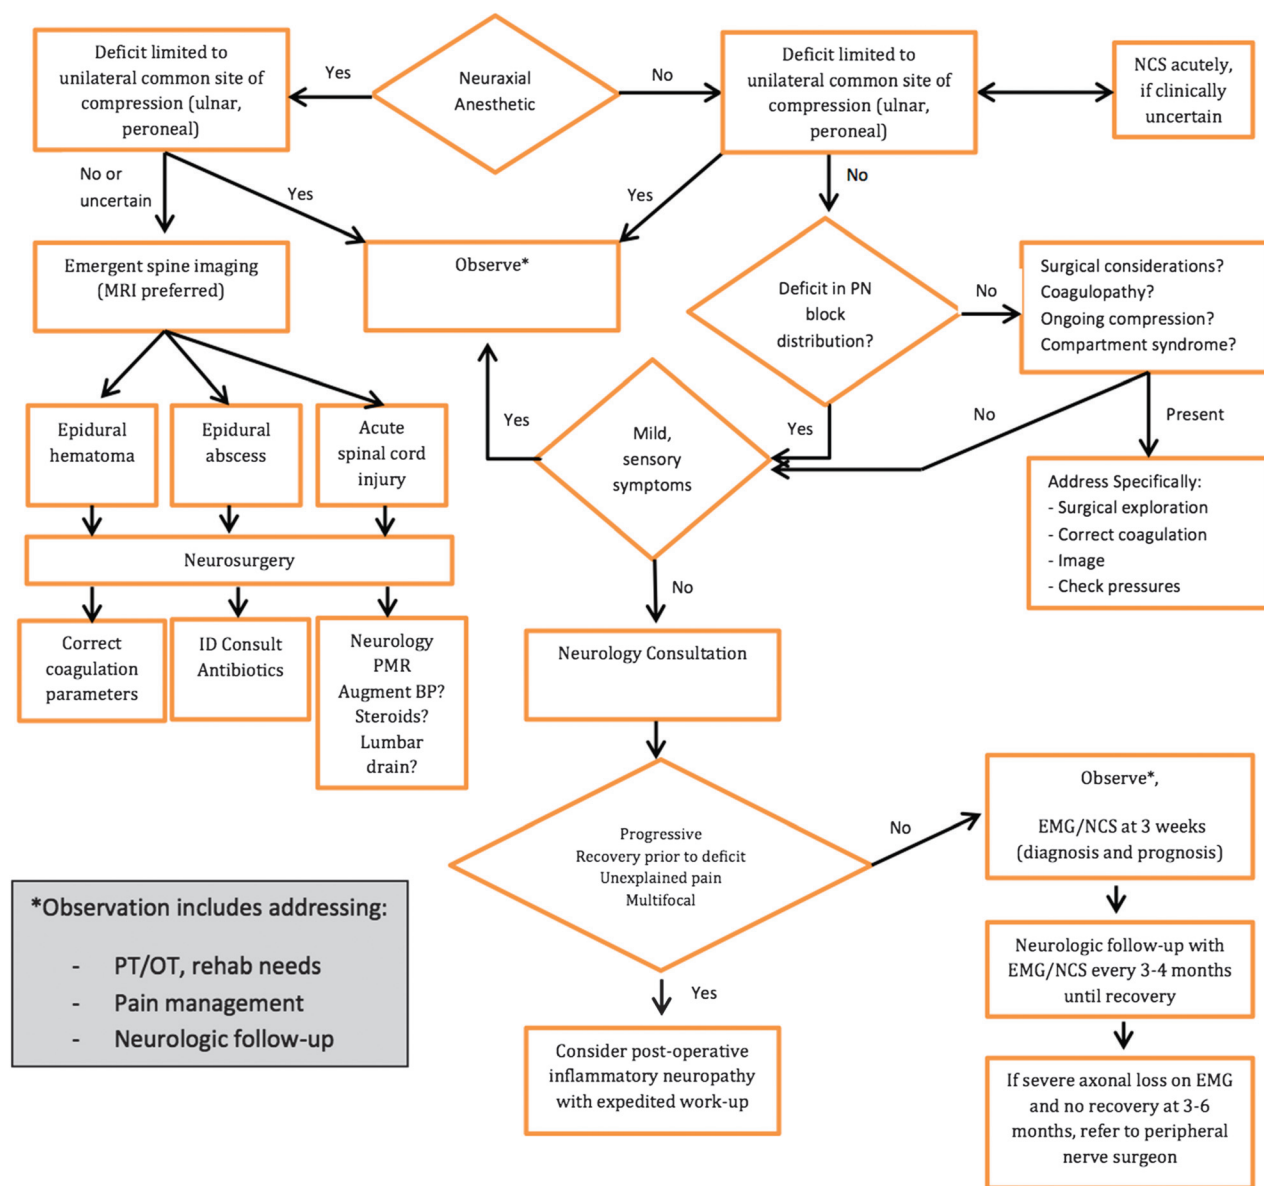 Deficit limited to
unilateral common site of
compression (ulnar,
peroneal)
Yes
Neuraxial
Anesthetic
No
Deficit limited to
unilateral common site of
compression (ulnar,
peroneal)
NCS acutely,
if clinically
uncertain
No or
uncertain
Yes
Yes
No
Emergent spine imaging
(MRI preferred)
Observe*
Deficit in PN
block
distribution?
No
Surgical considerations?
Coagulopathy?
Ongoing compression?
Compartment syndrome?
Epidural
hematoma
Epidural
abscess
Acute
spinal cord
injury
Yes
Mild,
sensory
symptoms
Yes
No
Present
Address Specifically:
- Surgical exploration
- Correct coagulation
- Image
- Check pressures
Neurosurgery
No
Correct
coagulation
parameters
ID Consult
Antibiotics
Neurology
PMR
Augment BP?
Steroids?
Lumbar
drain?
Neurology Consultation
Progressive
Recovery prior to deficit
Unexplained pain
Multifocal
No
Observe*,
EMG/NCS at 3 weeks
(diagnosis and prognosis)
*Observation includes addressing:
- PT/OT, rehab needs
- Pain management
- Neurologic follow-up
Yes
Neurologic follow-up with
EMG/NCS every 3-4 months
until recovery
Consider post-operative
inflammatory neuropathy
with expedited work-up
If severe axonal loss on EMG
and no recovery at 3-6
months, refer to peripheral
nerve surgeon